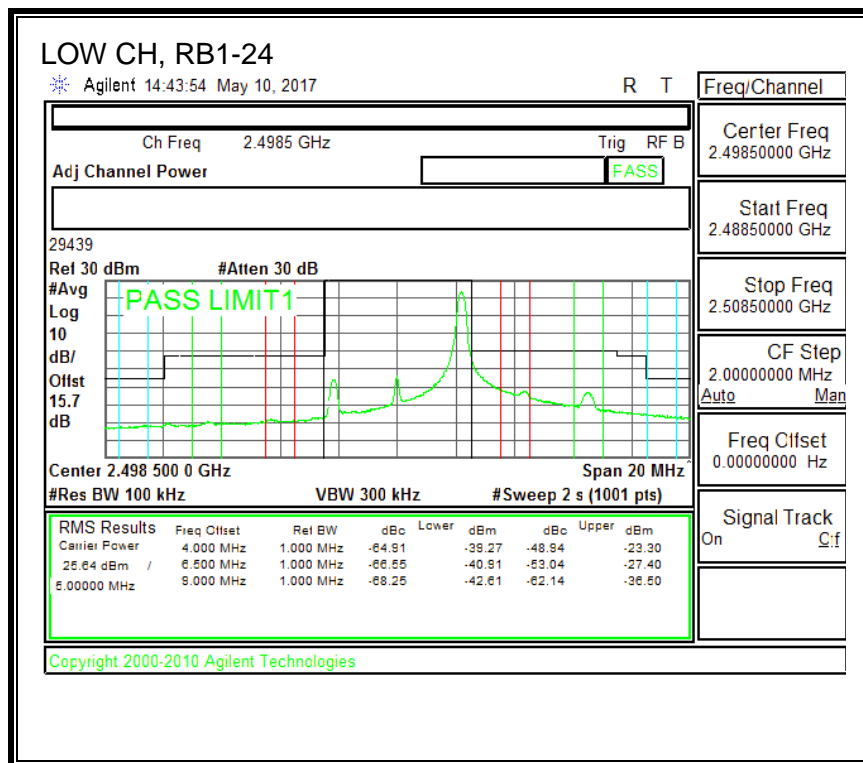 LOW CH, RB1-24
Agilent 14:43:54 May 10, 2017 R T
Ch Freq 2.4985 GHz Trig RF B
Adj Channel Power PASS
29439
Ref 30 dBm #Atten 30 dB
#Avg
Log
10
dB/
Offst
15.7
dB
PASS LIMIT1
Center 2.498 500 0 GHz Span 20 MHz
#Res BW 100 kHz VBW 300 kHz #Sweep 2 s (1001 pts)
RMS Results Freq Offset Ref BW dBc Lower dBm dBc Upper dBm
Carrier Power 4.000 MHz 1.000 MHz -64.91 -39.27 -48.94 -23.30
25.64 dBm / 6.500 MHz 1.000 MHz -66.55 -40.91 -53.04 -27.40
5.00000 MHz 9.000 MHz 1.000 MHz -68.25 -42.61 -62.14 -36.50
Copyright 2000-2010 Agilent Technologies
Freq/Channel
Center Freq
2.49850000 GHz
Start Freq
2.48850000 GHz
Stop Freq
2.50850000 GHz
CF Step
2.00000000 MHz
Auto Man
Freq Offset
0.00000000 Hz
Signal Track
On Off